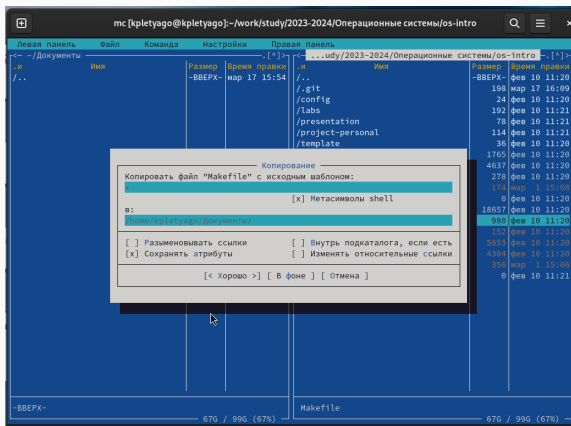 mc [kpletyago@kpletyago]:~/work/study/2023-2024/Операционные системы/os-intro
Левая панель Файл Команда Настройки Правая панель
<— ~/Документы .[^]>
.и Имя Размер Время правки
/.. -ВВЕРХ- мар 17 15:54
<— ...udy/2023-2024/Операционные системы/os-intro —.[^]>
.и Имя Размер Время правки
/.. -ВВЕРХ- фев 10 11:20
/.git 198 мар 17 16:09
/config 24 фев 10 11:20
/labs 192 фев 10 11:21
/presentation 78 фев 10 11:21
/project-personal 114 фев 10 11:21
/template 36 фев 10 11:20
1765 фев 10 11:20
4637 фев 10 11:20
278 фев 10 11:20
174 мар 1 15:08
0 фев 10 11:20
18657 фев 10 11:20
980 фев 10 11:20
152 фев 10 11:20
5653 фев 10 11:20
4304 фев 10 11:20
356 мар 1 15:06
0 фев 10 11:21
Копирование
Копировать файл "Makefile" с исходным шаблоном:
*
[x] Метасимволы shell
в:
/home/kpletyago/Документы/
[ ] Разыменовывать ссылки [ ] Внутрь подкаталога, если есть
[x] Сохранять атрибуты [ ] Изменять относительные ссылки
[< Хорошо >] [ В фоне ] [ Отмена ]
-ВВЕРХ-
67G / 99G (67%)
Makefile
67G / 99G (67%)